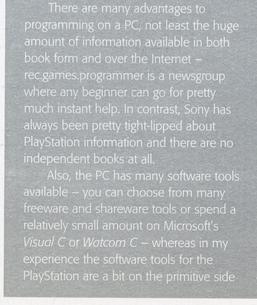 There are many advantages to
programming on a PC, not least the huge
amount of information available in both
book form and over the Internet –
rec.games.programmer is a newsgroup
where any beginner can go for pretty
much instant help. In contrast, Sony has
always been pretty tight-lipped about
PlayStation information and there are no
independent books at all.
Also, the PC has many software tools
available – you can choose from many
freeware and shareware tools or spend a
relatively small amount on Microsoft's
Visual C or Watcom C – whereas in my
experience the software tools for the
PlayStation are a bit on the primitive side